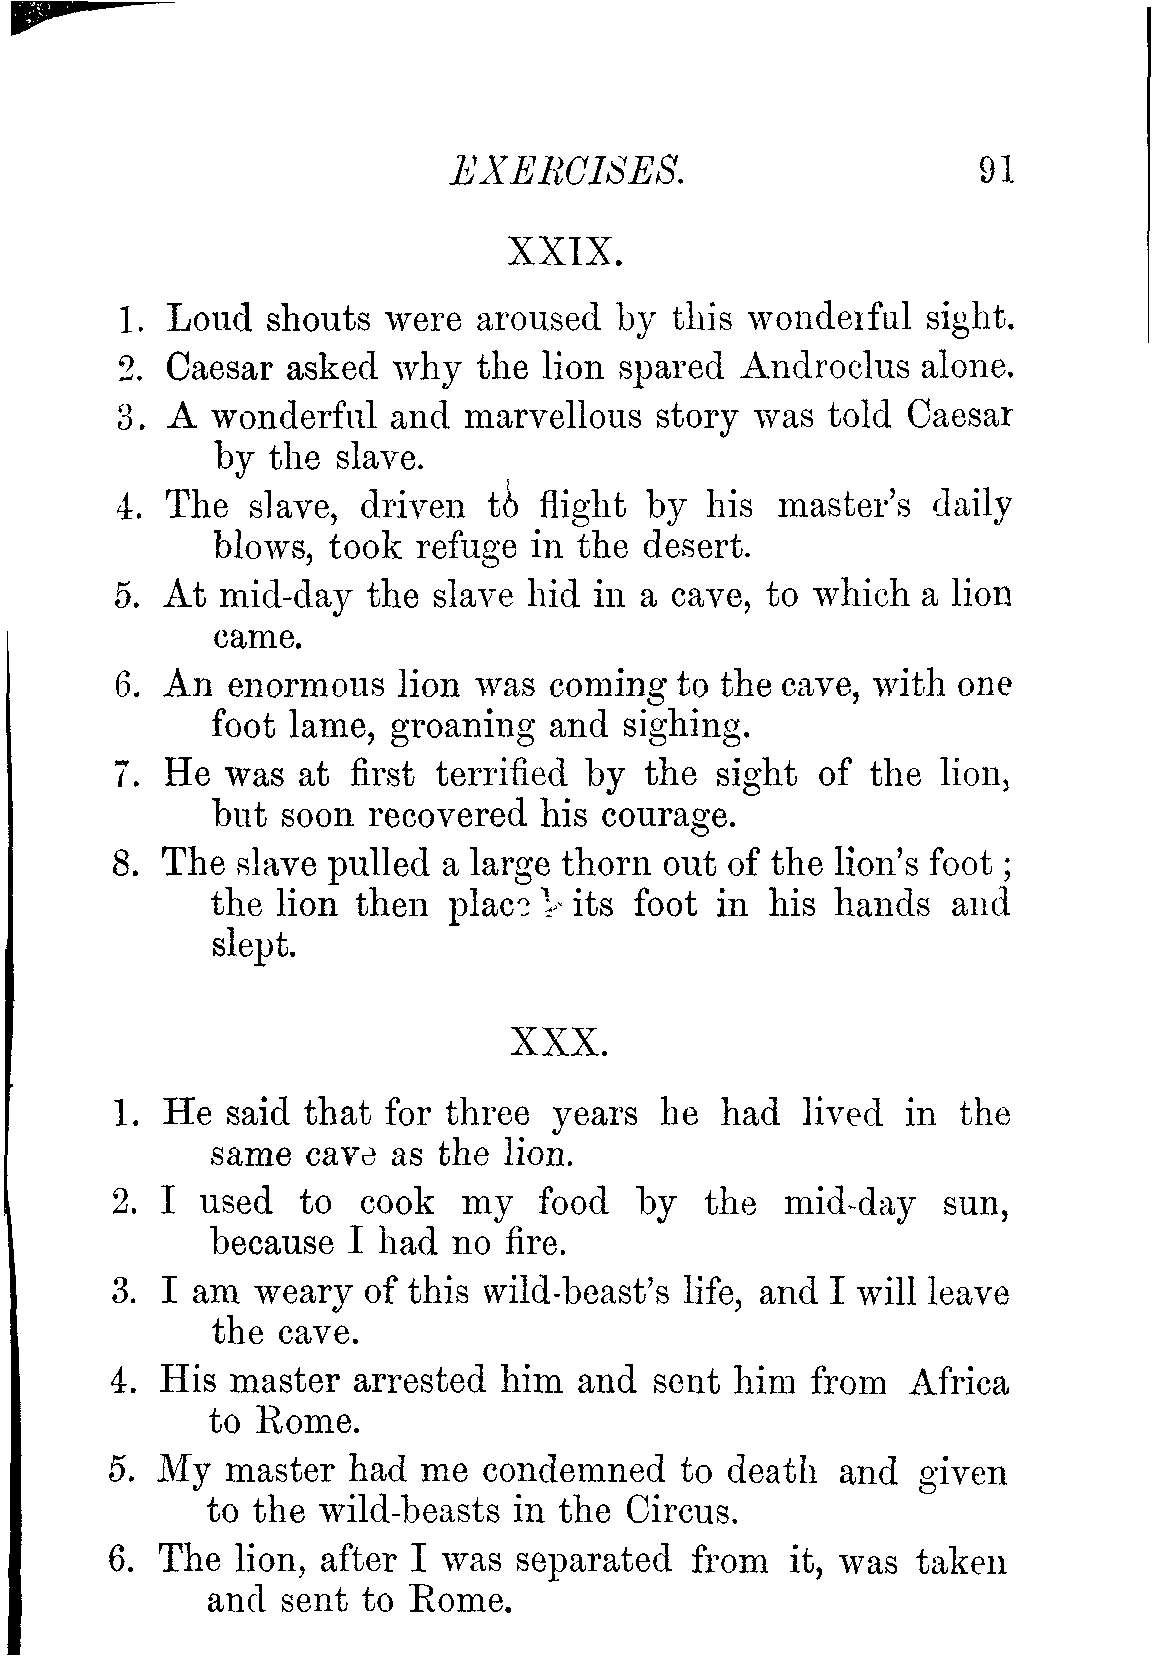 EXERCISES. 91
XXIX.
1. Loud shouts were aroused by this wonderful sight.
2. Caesar asked why the lion spared Androclus alone.
3. A wonderful and marvellous story was told Caesar
by the slave.
4. The slave, driven to flight by his master's daily
blows, took refuge in the desert.
5. At mid-day the slave hid in a cave, to which a lion
came.
6. An enormous lion was coming to the cave, with one
foot lame, groaning and sighing.
7. He was at first terrified by the sight of the lion,
but soon recovered his courage.
8. The slave pulled a large thorn out of the lion's foot;
the lion then placed its foot in his hands and
slept.
XXX.
1. He said that for three years he had lived in the
same cave as the lion.
2. I used to cook my food by the mid-day sun,
because I had no fire.
3. I am weary of this wild-beast's life, and I will leave
the cave.
4. His master arrested him and sent him from Africa
to Rome.
5. My master had me condemned to death and given
to the wild-beasts in the Circus.
6. The lion, after I was separated from it, was taken
and sent to Rome.